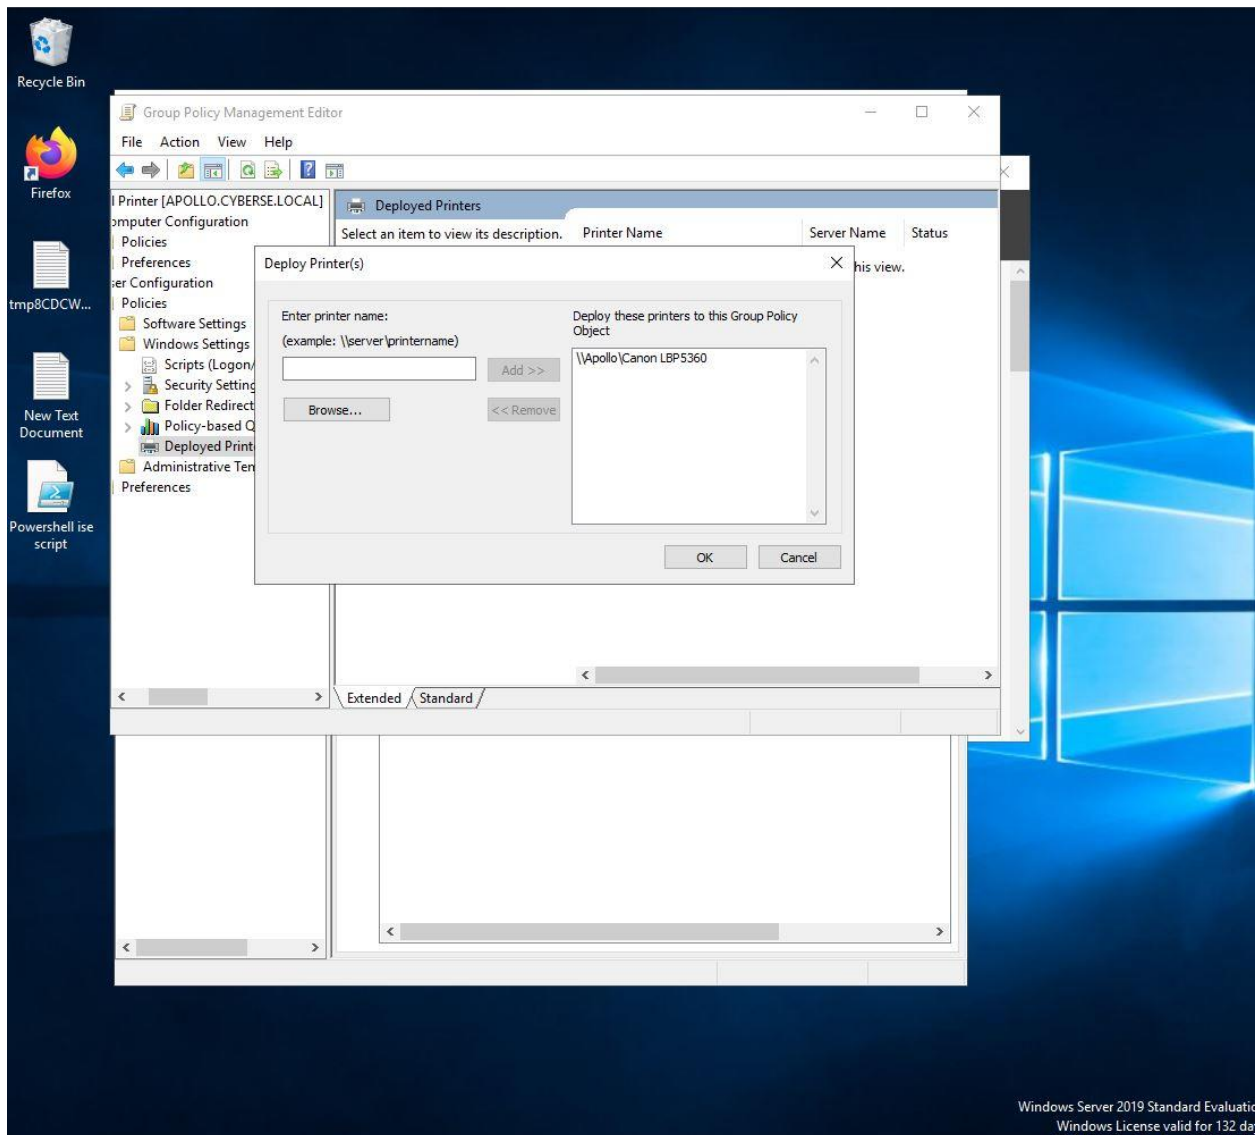 Recycle Bin
Firefox
tmp8CDCW...
New Text
Document
Powershell ise
script
Group Policy Management Editor
File Action View Help
l Printer [APOLLO.CYBERSE.LOCAL]
omputer Configuration
Policies
Preferences
ser Configuration
Policies
Software Settings
Windows Settings
Scripts (Logon/
Security Setting
Folder Redirect
Policy-based Q
Deployed Print
Administrative Ten
Preferences
Deployed Printers
Select an item to view its description.
Printer Name Server Name Status
his view.
Deploy Printer(s)
Enter printer name:
(example: \\server\printername)
Add >>
Browse...
<< Remove
Deploy these printers to this Group Policy
Object
\\Apollo\Canon LBP5360
OK Cancel
Extended Standard
Windows Server 2019 Standard Evaluatio
Windows License valid for 132 da